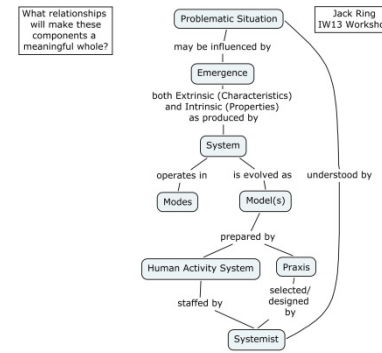 What relationships
will make these
components a
meaningful whole?
Problematic Situation
Jack Ring
IW13 Worksho
may be influenced by
Emergence
both Extrinsic (Characteristics)
and Intrinsic (Properties)
as produced by
System
operates in
is evolved as
understood by
Modes
Model(s)
prepared by
Human Activity System
Praxis
staffed by
selected/
designed
by
Systemist